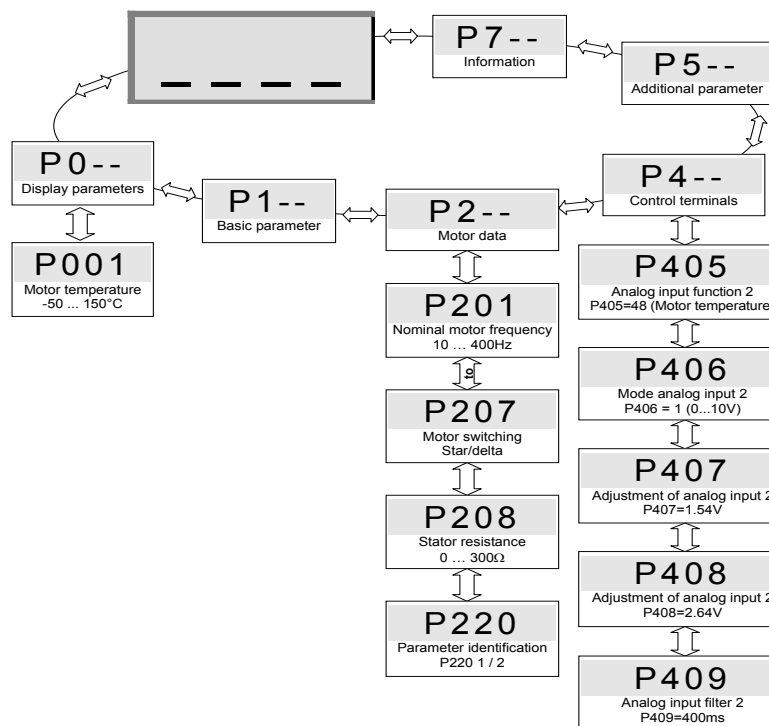 P7--
Information
P5--
Additional parameter
_ _ _ _
P0--
Display parameters
P1--
Basic parameter
P2--
Motor data
P4--
Control terminals
P001
Motor temperature
-50 ... 150°C
P201
Nominal motor frequency
10 ... 400Hz
to
P207
Motor switching
Star/delta
P208
Stator resistance
0 ... 300Ω
P220
Parameter identification
P220 1 / 2
P405
Analog input function 2
P405=48 (Motor temperature
P406
Mode analog input 2
P406 = 1 (0...10V)
P407
Adjustment of analog input 2
P407=1.54V
P408
Adjustment of analog input 2
P408=2.64V
P409
Analog input filter 2
P409=400ms